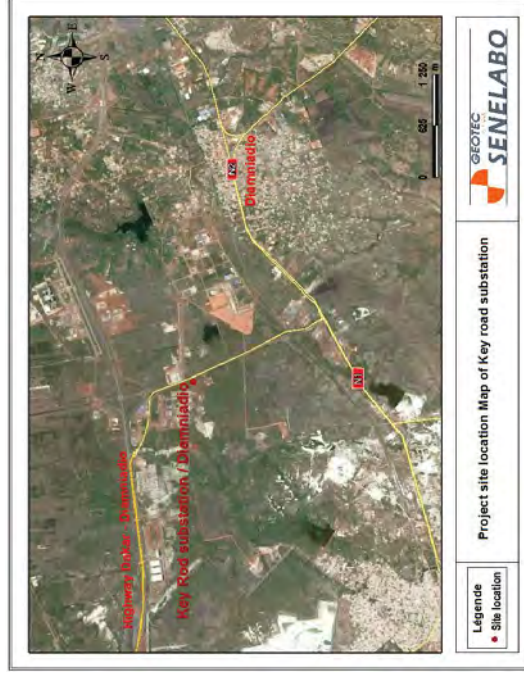 N
E
W
S
Highway Dakar - Diamniadio
Key Rod substation / Diamniadio
N2
Diamniadio
N1
0 625 1 250
m
Légende
Site location
Project site location Map of Key road substation
GEOTEC
SENELABO